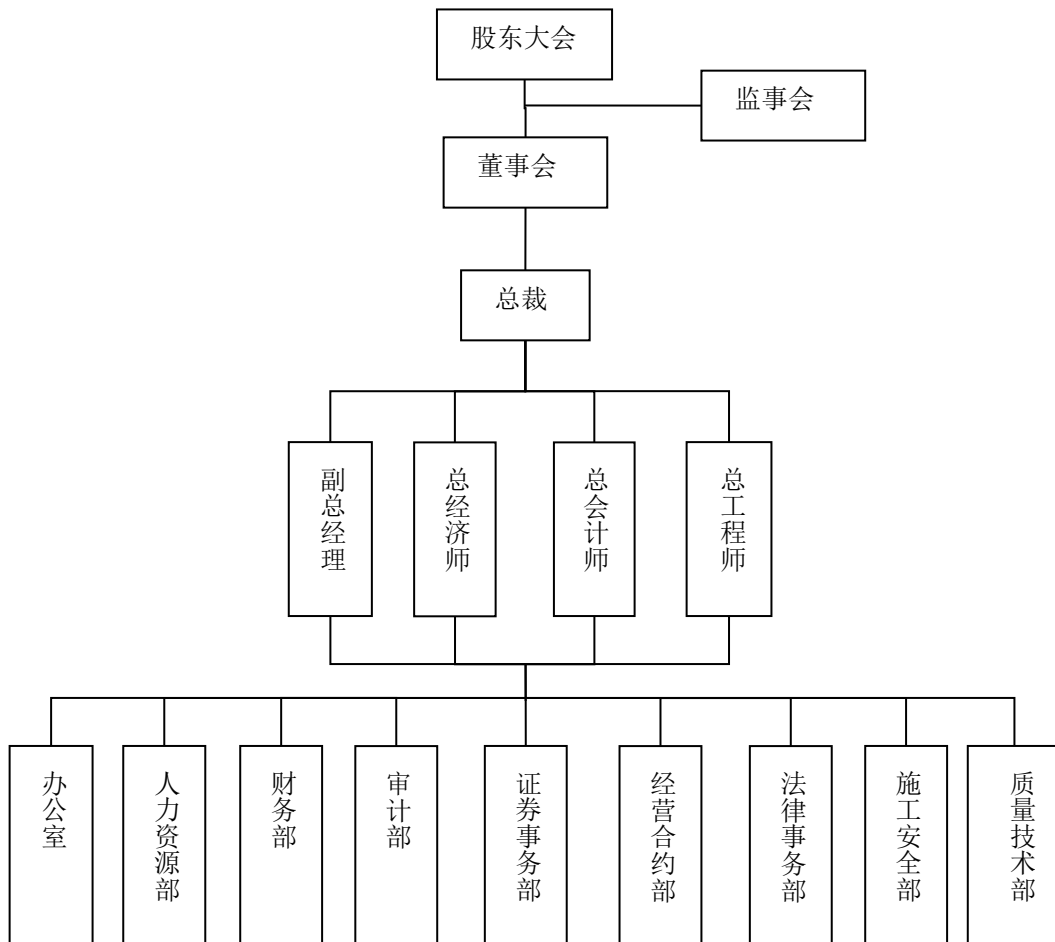 股东大会
监事会
董事会
总裁
副总经理
总经济师
总会计师
总工程师
办公室
人力资源部
财务部
审计部
证券事务部
经营合约部
法律事务部
施工安全部
质量技术部